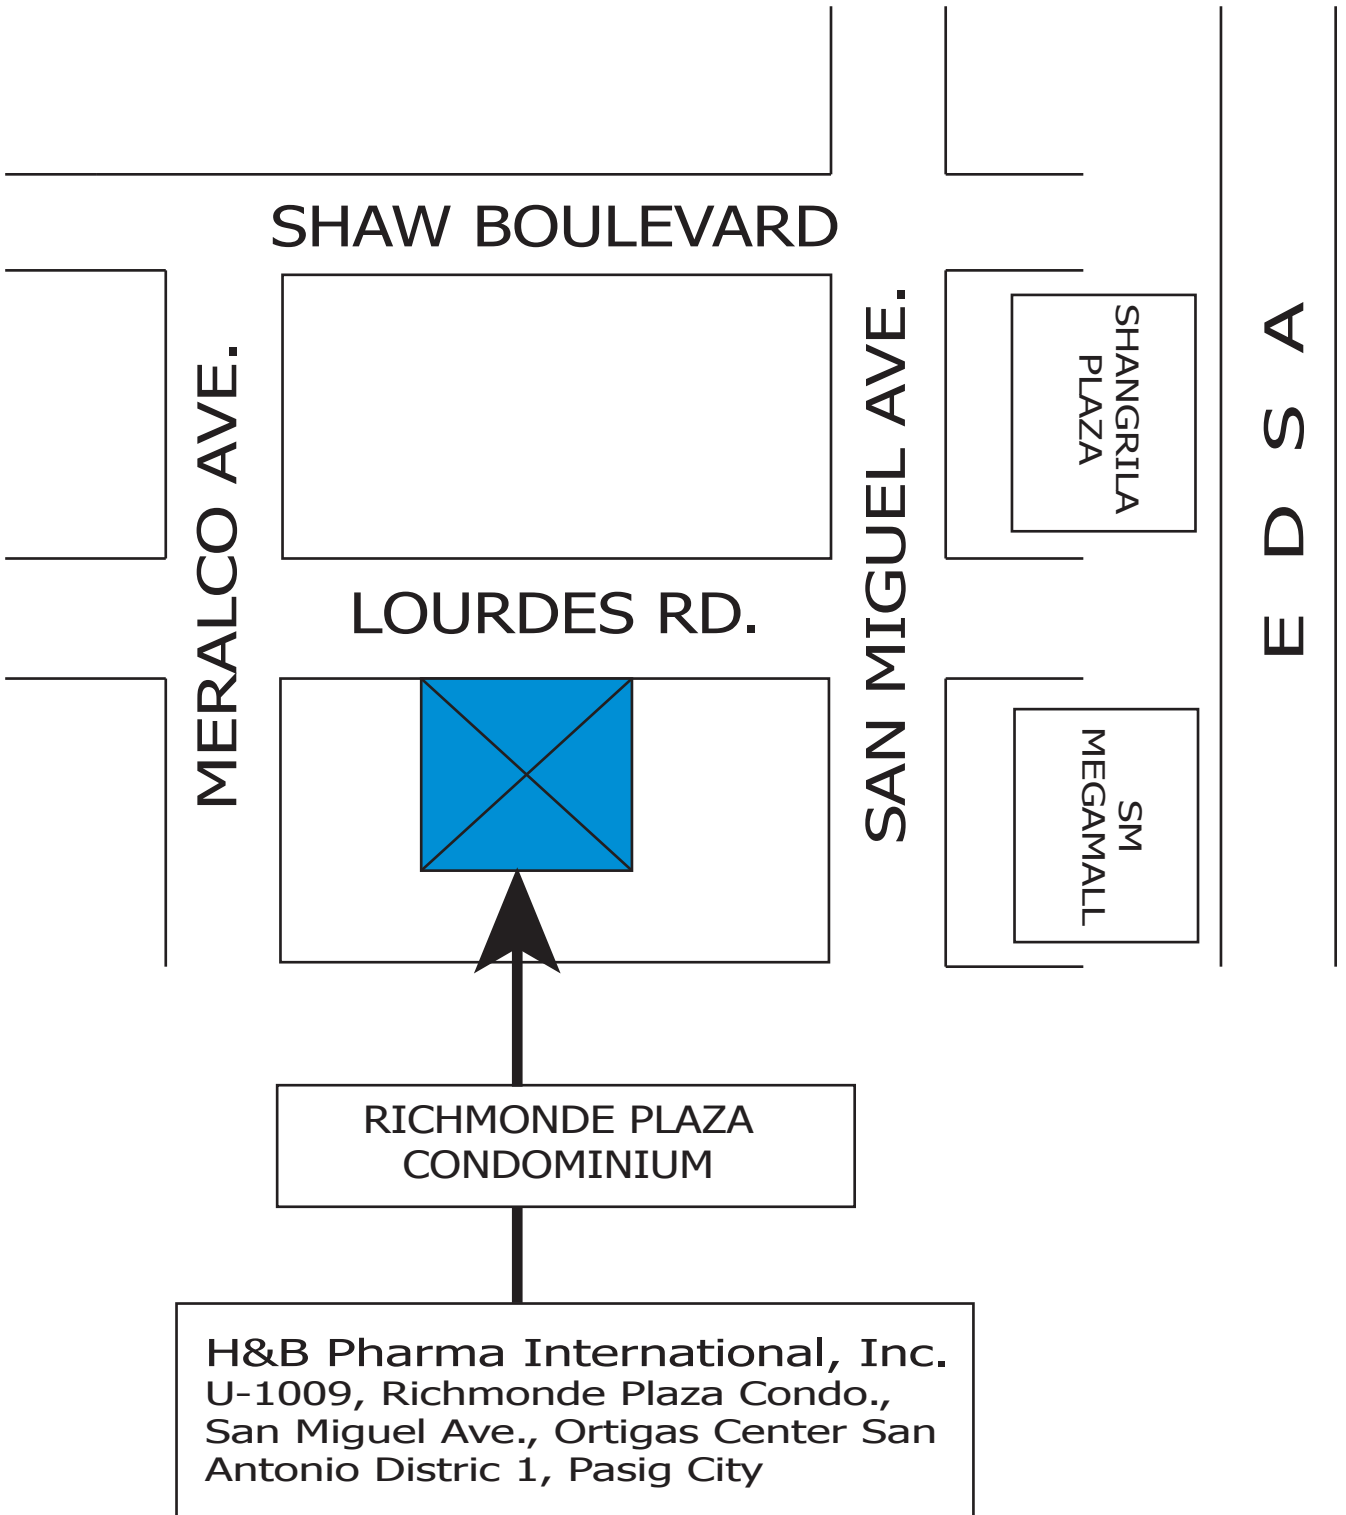 SHAW BOULEVARD
MERALCO AVE.
SAN MIGUEL AVE.
SHANGRILA
PLAZA
E D S A
LOURDES RD.
SM
MEGAMALL
RICHMONDE PLAZA
CONDOMINIUM
H&B Pharma International, Inc.
U-1009, Richmonde Plaza Condo.,
San Miguel Ave., Ortigas Center San
Antonio Distric 1, Pasig City